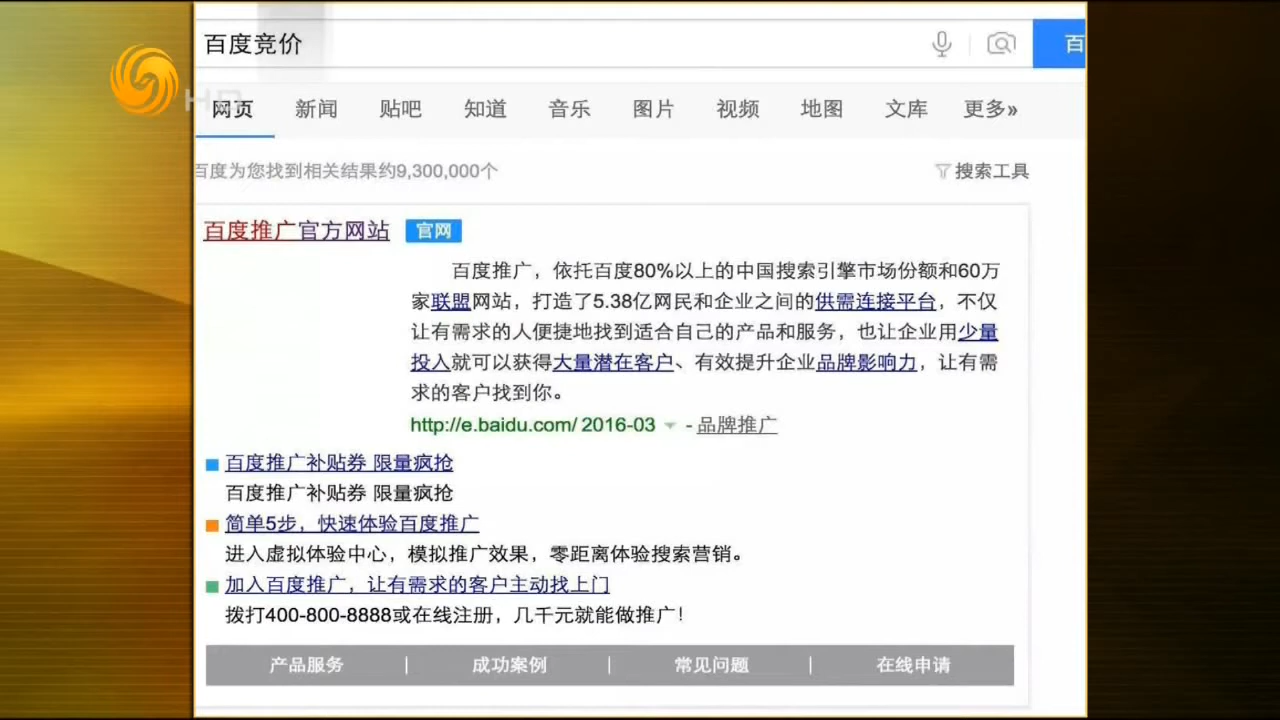 百度竞价
百
HD
网页 新闻 贴吧 知道 音乐 图片 视频 地图 文库 更多»
百度为您找到相关结果约9,300,000个 搜索工具
百度推广官方网站 官网
百度推广，依托百度80%以上的中国搜索引擎市场份额和60万
家联盟网站，打造了5.38亿网民和企业之间的供需连接平台，不仅
让有需求的人便捷地找到适合自己的产品和服务，也让企业用少量
投入就可以获得大量潜在客户、有效提升企业品牌影响力，让有需
求的客户找到你。
http://e.baidu.com/ 2016-03 - 品牌推广
百度推广补贴券 限量疯抢
百度推广补贴券 限量疯抢
简单5步，快速体验百度推广
进入虚拟体验中心，模拟推广效果，零距离体验搜索营销。
加入百度推广，让有需求的客户主动找上门
拨打400-800-8888或在线注册，几千元就能做推广！
产品服务 | 成功案例 | 常见问题 | 在线申请